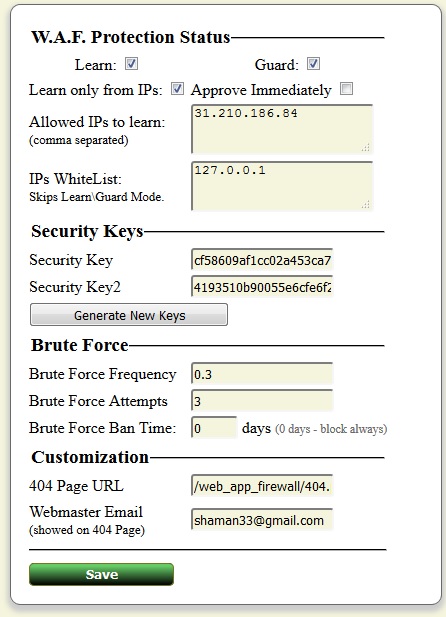 W.A.F. Protection Status
Learn: Guard:
Learn only from IPs: Approve Immediately
Allowed IPs to learn:
(comma separated)
31.210.186.84
IPs WhiteList:
Skips Learn\Guard Mode.
127.0.0.1
Security Keys
Security Key cf58609af1cc02a453ca7
Security Key2 4193510b90055e6cfe6f2
Generate New Keys
Brute Force
Brute Force Frequency 0.3
Brute Force Attempts 3
Brute Force Ban Time: 0 days (0 days - block always)
Customization
404 Page URL /web_app_firewall/404.
Webmaster Email
(showed on 404 Page)
shaman33@gmail.com
Save